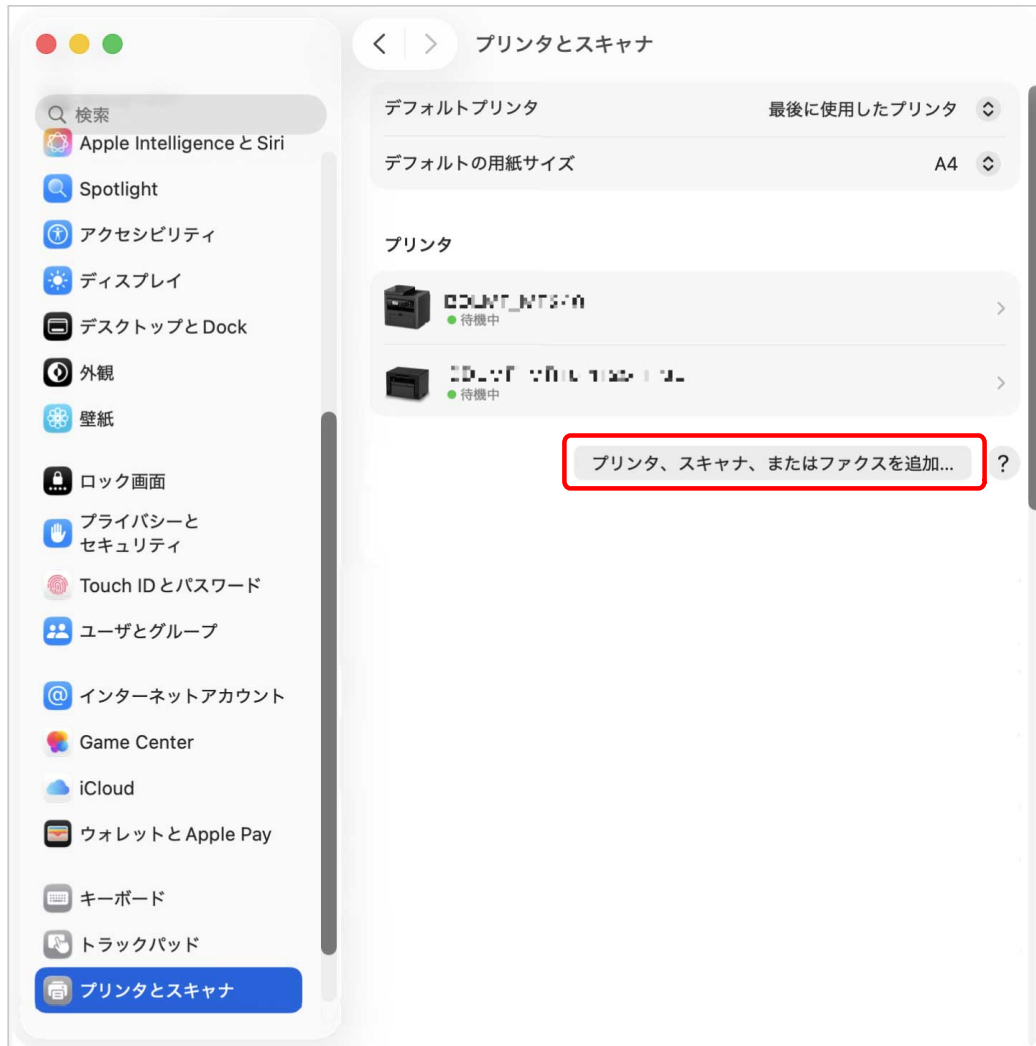 プリンタとスキャナ
検索
Apple Intelligence と Siri
Spotlight
アクセシビリティ
ディスプレイ
デスクトップと Dock
外観
壁紙
ロック画面
プライバシーと
セキュリティ
Touch ID とパスワード
ユーザとグループ
インターネットアカウント
Game Center
iCloud
ウォレットと Apple Pay
キーボード
トラックパッド
プリンタとスキャナ
デフォルトプリンタ 最後に使用したプリンタ
デフォルトの用紙サイズ A4
プリンタ
待機中
待機中
プリンタ、スキャナ、またはファクスを追加... ?